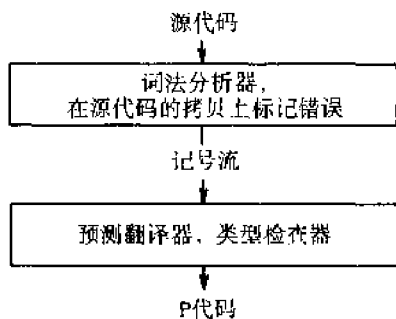 源代码
词法分析器,
在源代码的拷贝上标记错误
记号流
预测翻译器、类型检查器
P代码